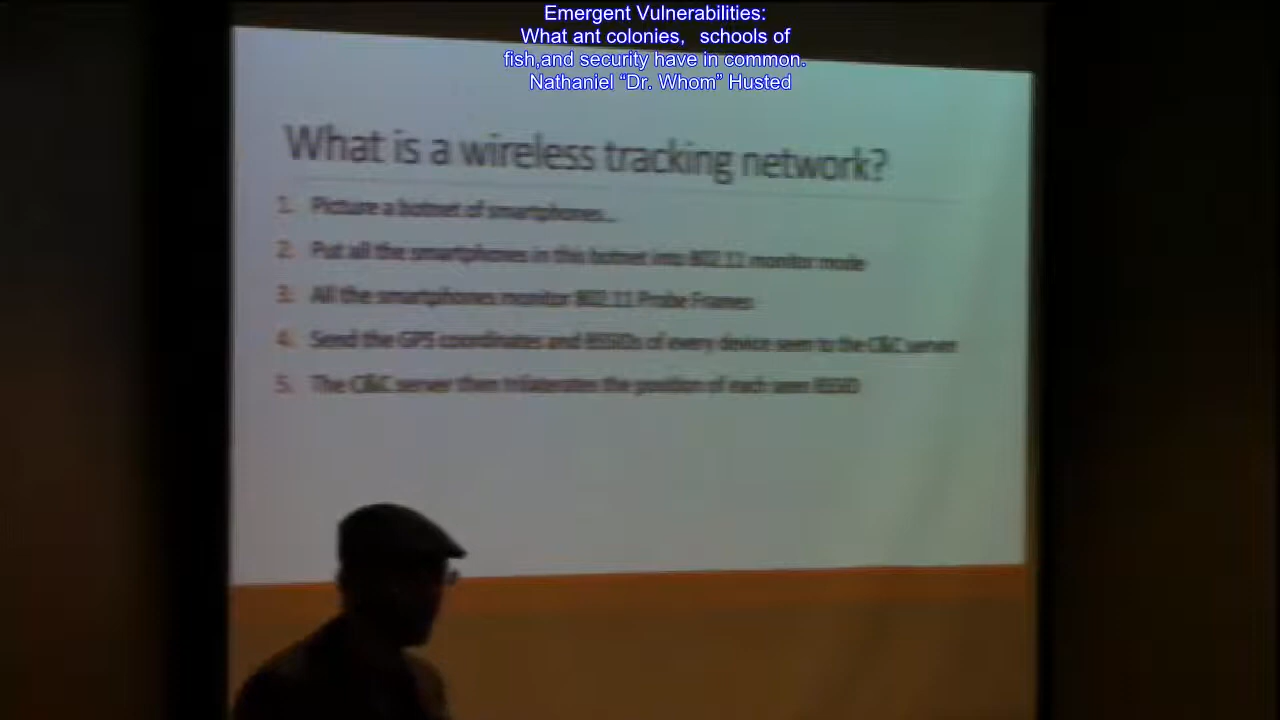 Emergent Vulnerabilities:
What ant colonies, schools of
fish,and security have in common.
Nathaniel “Dr. Whom” Husted
What is a wireless tracking network?
1. Picture a botnet of smartphones...
2. Put all the smartphones in this botnet into 802.11 monitor mode
3. All the smartphones monitor 802.11 Probe Frames
4. Send the GPS coordinates and BSSIDs of every device seen to the C&C server
5. The C&C server then trilaterates the position of each seen BSSID